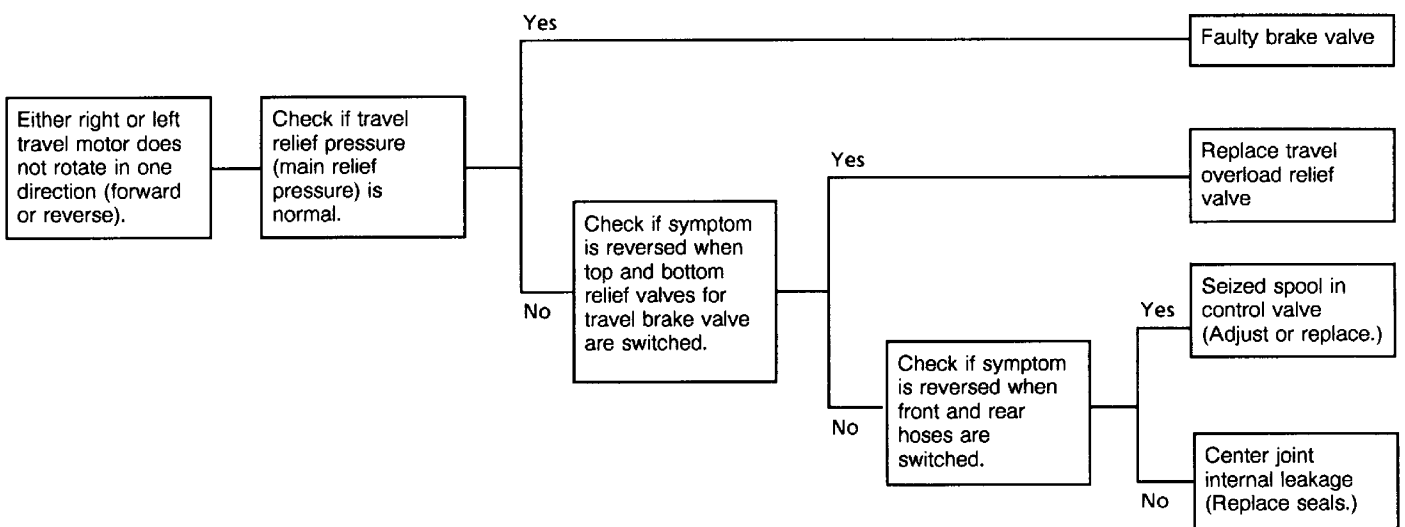 Either right or left
travel motor does
not rotate in one
direction (forward
or reverse).
Check if travel
relief pressure
(main relief
pressure) is
normal.
Yes
Faulty brake valve
No
Check if symptom
is reversed when
top and bottom
relief valves for
travel brake valve
are switched.
Yes
Replace travel
overload relief
valve
No
Check if symptom
is reversed when
front and rear
hoses are
switched.
Yes
Seized spool in
control valve
(Adjust or replace.)
No
Center joint
internal leakage
(Replace seals.)